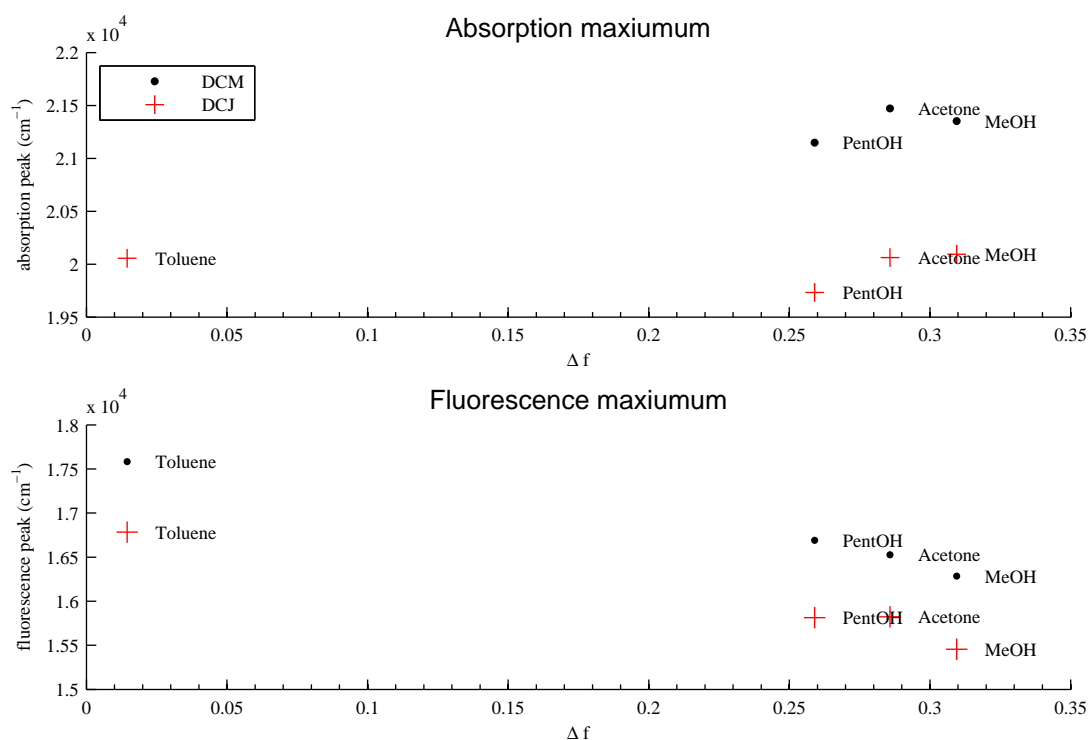 Absorption maxiumum
x 10⁴
2.2
2.15
2.1
2.05
2
1.95
absorption peak (cm⁻¹)
DCM
DCJ
Acetone
MeOH
PentOH
Toluene
Acetone
MeOH
PentOH
0 0.05 0.1 0.15 0.2 0.25 0.3 0.35
Δ f
Fluorescence maxiumum
x 10⁴
1.8
1.75
1.7
1.65
1.6
1.55
1.5
fluorescence peak (cm⁻¹)
Toluene
Toluene
PentOH
Acetone
MeOH
PentOH
Acetone
MeOH
0 0.05 0.1 0.15 0.2 0.25 0.3 0.35
Δ f